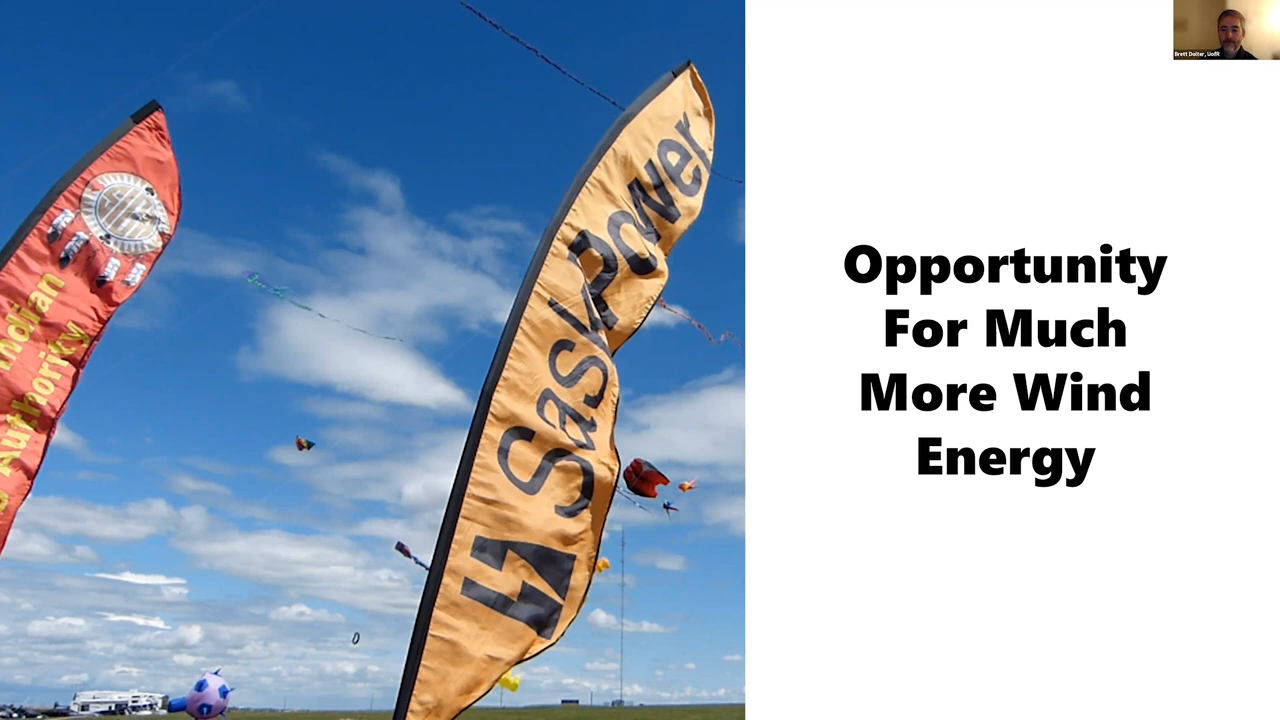 Indian
Authority
SaskPower
Opportunity
For Much
More Wind
Energy
Brett Dolter, UofR